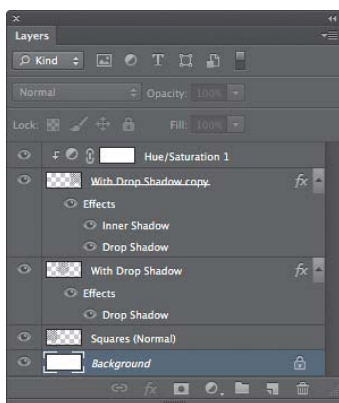 Layers
Kind
Normal Opacity: 100%
Lock: Fill: 100%
Hue/Saturation 1
With Drop Shadow copy fx
Effects
Inner Shadow
Drop Shadow
With Drop Shadow fx
Effects
Drop Shadow
Squares (Normal)
Background
fx